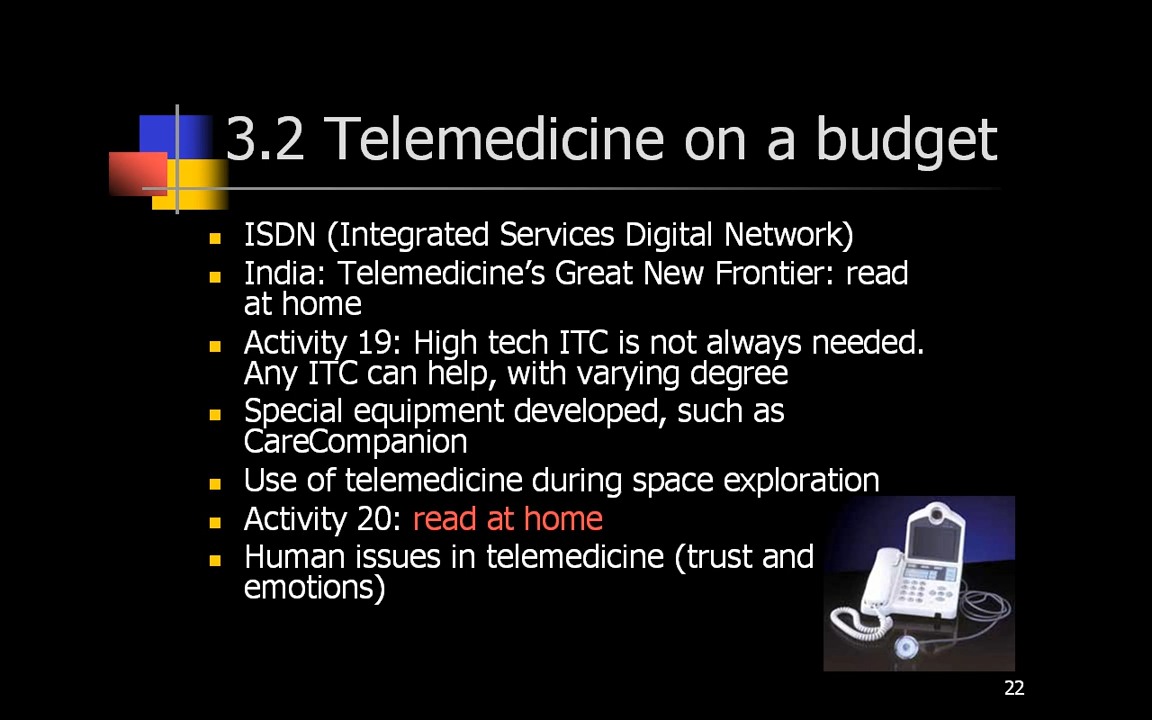 3.2 Telemedicine on a budget
ISDN (Integrated Services Digital Network)
India: Telemedicine’s Great New Frontier: read
at home
Activity 19: High tech ITC is not always needed.
Any ITC can help, with varying degree
Special equipment developed, such as
CareCompanion
Use of telemedicine during space exploration
Activity 20: read at home
Human issues in telemedicine (trust and
emotions)
22